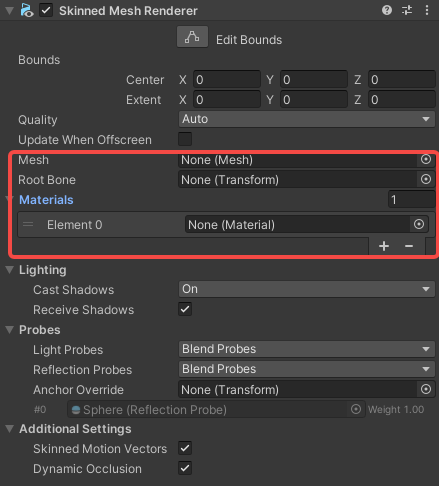 Skinned Mesh Renderer
Edit Bounds
Bounds
Center X 0 Y 0 Z 0
Extent X 0 Y 0 Z 0
Quality Auto
Update When Offscreen
Mesh None (Mesh)
Root Bone None (Transform)
Materials 1
Element 0 None (Material)
Lighting
Cast Shadows On
Receive Shadows
Probes
Light Probes Blend Probes
Reflection Probes Blend Probes
Anchor Override None (Transform)
#0 Sphere (Reflection Probe) Weight 1.00
Additional Settings
Skinned Motion Vectors
Dynamic Occlusion